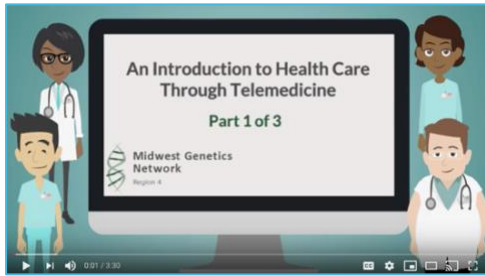 An Introduction to Health Care
Through Telemedicine
Part 1 of 3
Midwest Genetics
Network
Region 4
0:01 / 3:30
CC